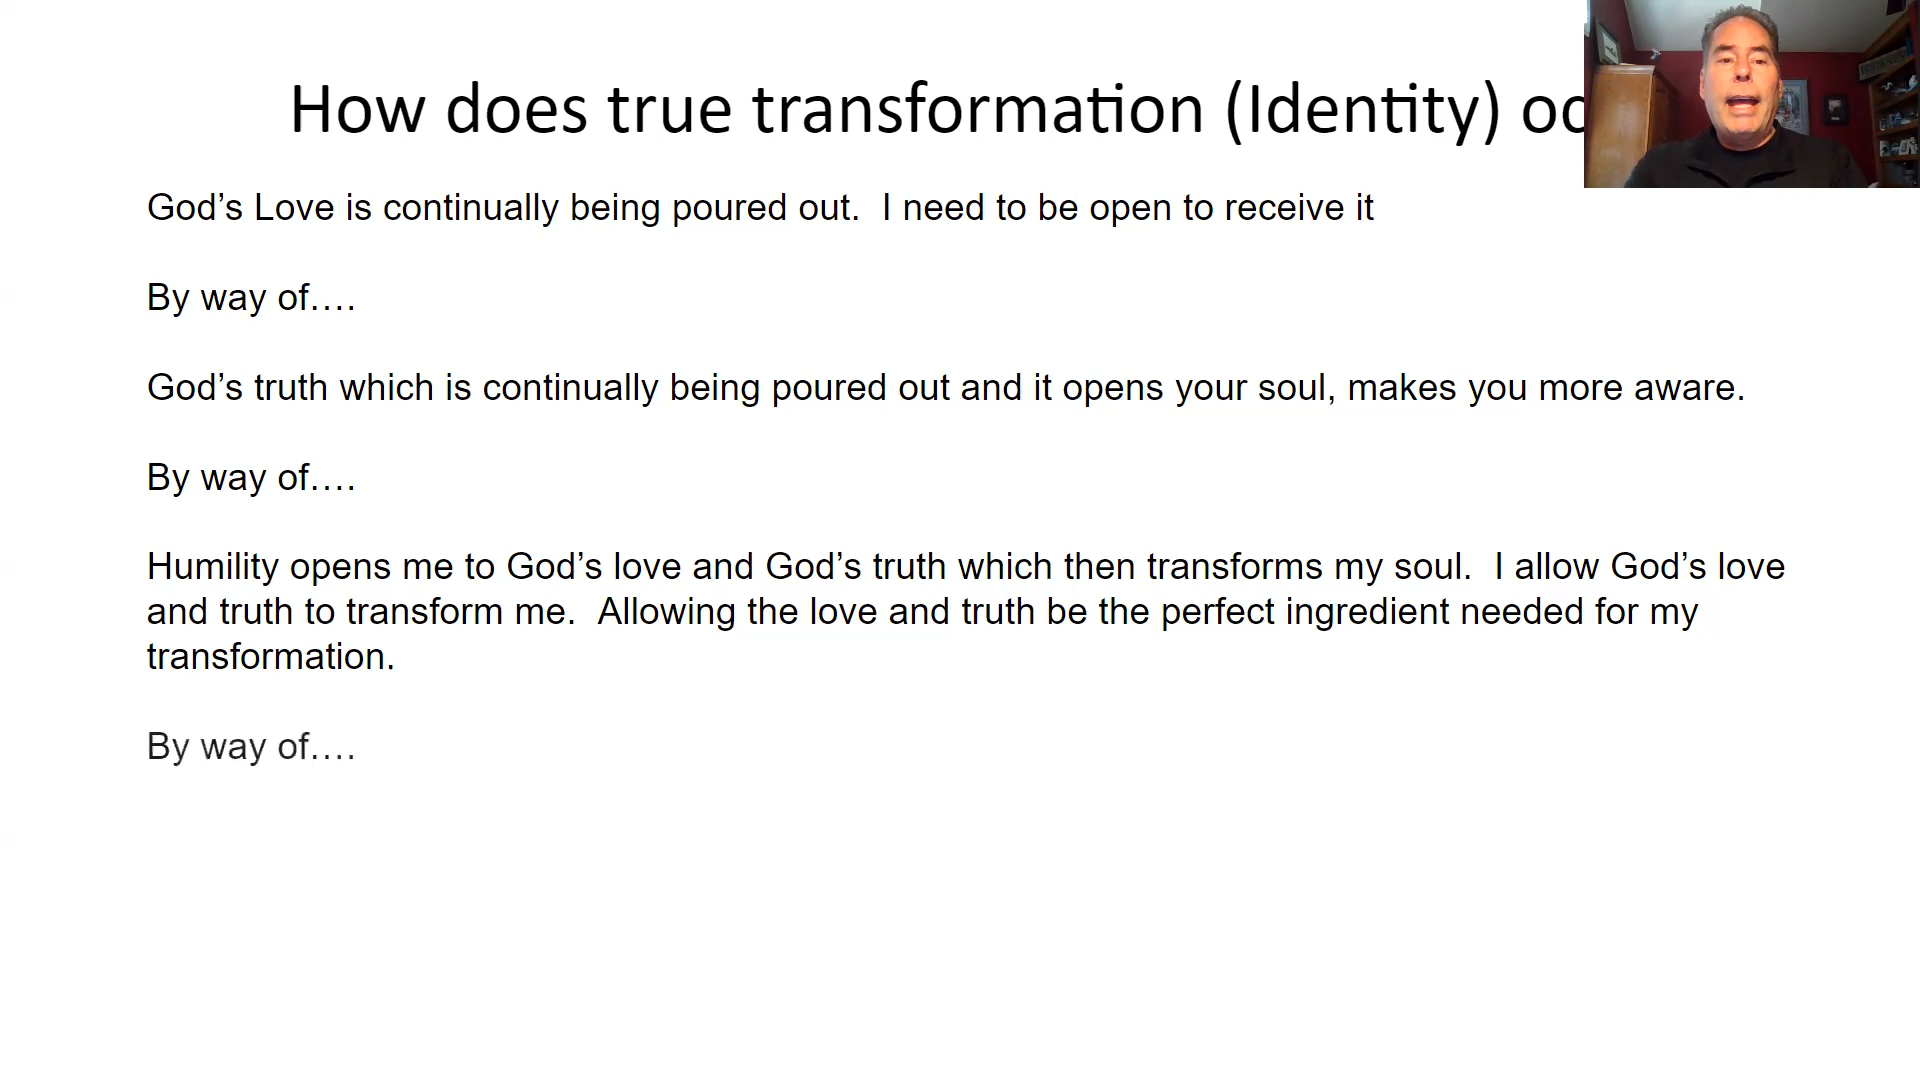 How does true transformation (Identity)
God’s Love is continually being poured out.  I need to be open to receive it
By way of….
God’s truth which is continually being poured out and it opens your soul, makes you more aware.
By way of….
Humility opens me to God’s love and God’s truth which then transforms my soul.  I allow God’s love
and truth to transform me.  Allowing the love and truth be the perfect ingredient needed for my
transformation.
By way of….